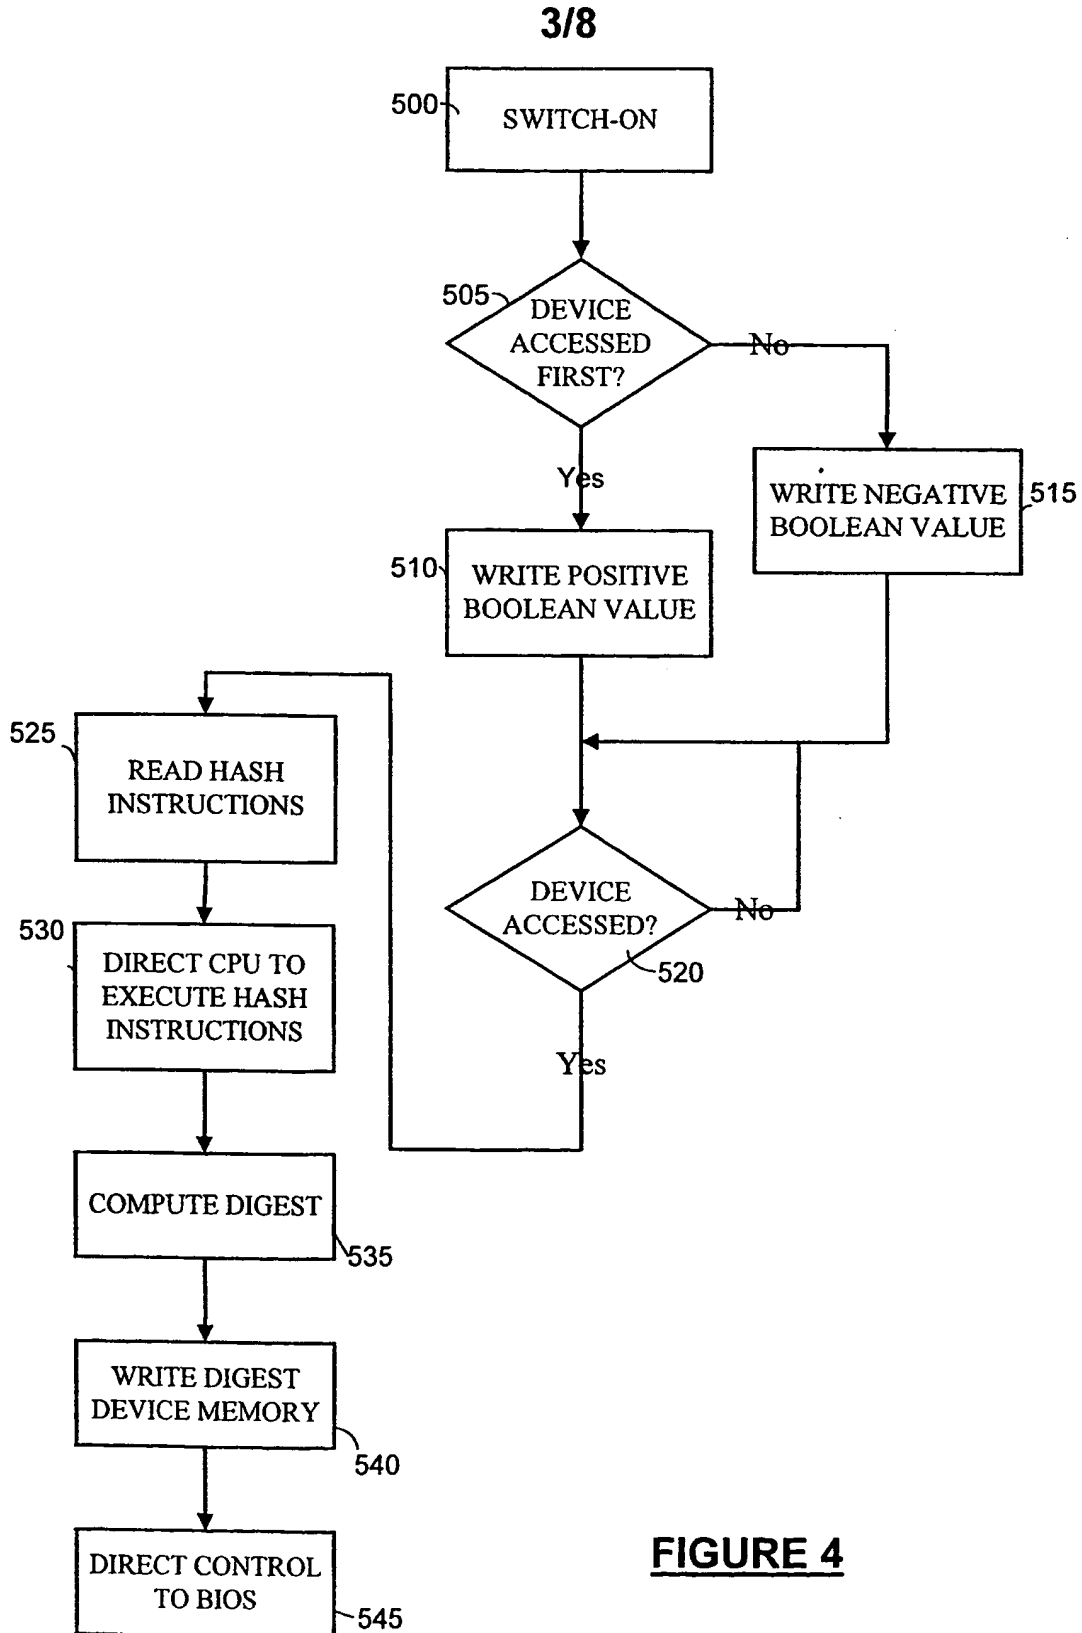 3/8
500
SWITCH-ON
505
DEVICE
ACCESSED
FIRST?
No
Yes
WRITE NEGATIVE
BOOLEAN VALUE
515
510
WRITE POSITIVE
BOOLEAN VALUE
525
READ HASH
INSTRUCTIONS
DEVICE
ACCESSED?
No
520
Yes
530
DIRECT CPU TO
EXECUTE HASH
INSTRUCTIONS
COMPUTE DIGEST
535
WRITE DIGEST
DEVICE MEMORY
540
DIRECT CONTROL
TO BIOS
545
FIGURE 4